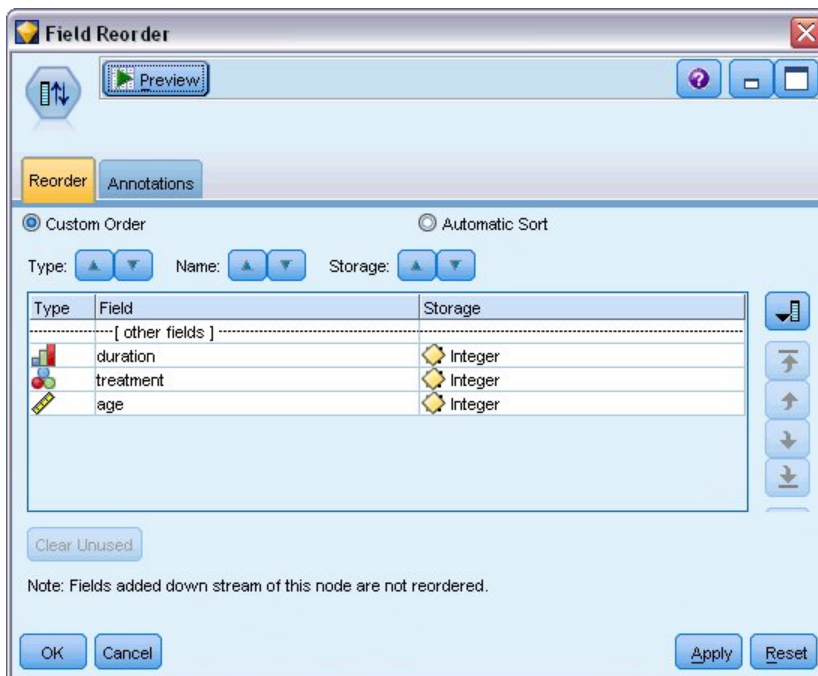 Field Reorder
Preview
Reorder Annotations
Custom Order Automatic Sort
Type: Name: Storage:
Type Field Storage
[ other fields ]
duration Integer
treatment Integer
age Integer
Clear Unused
Note: Fields added down stream of this node are not reordered.
OK Cancel Apply Reset